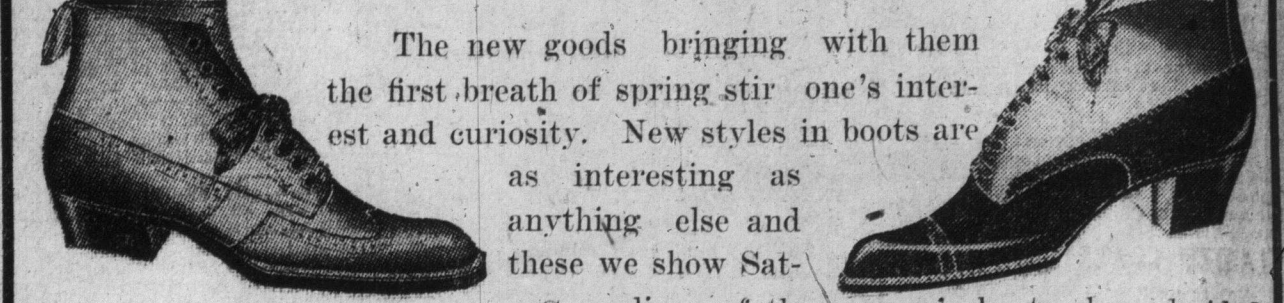 The new goods bringing with them
the first breath of spring stir one's inter-
est and curiosity. New styles in boots are
as interesting as
anything else and
these we show Sat-